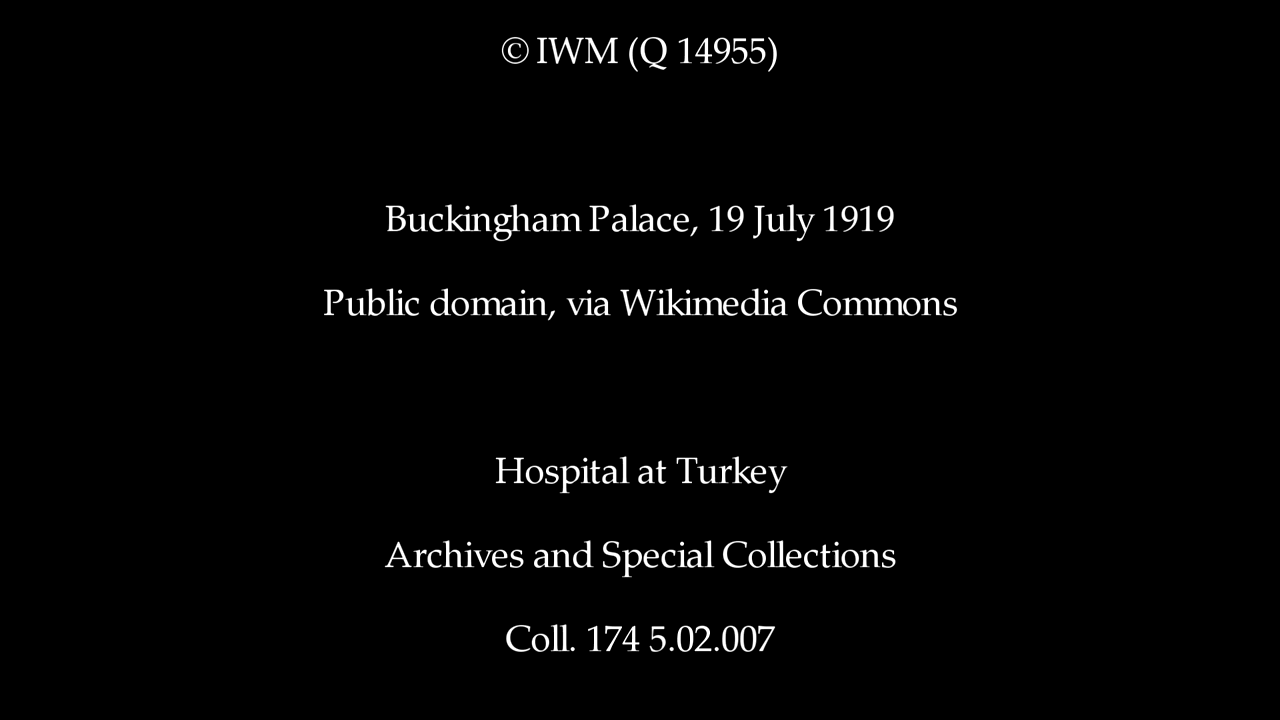 © IWM (Q 14955)
Buckingham Palace, 19 July 1919
Public domain, via Wikimedia Commons
Hospital at Turkey
Archives and Special Collections
Coll. 174 5.02.007